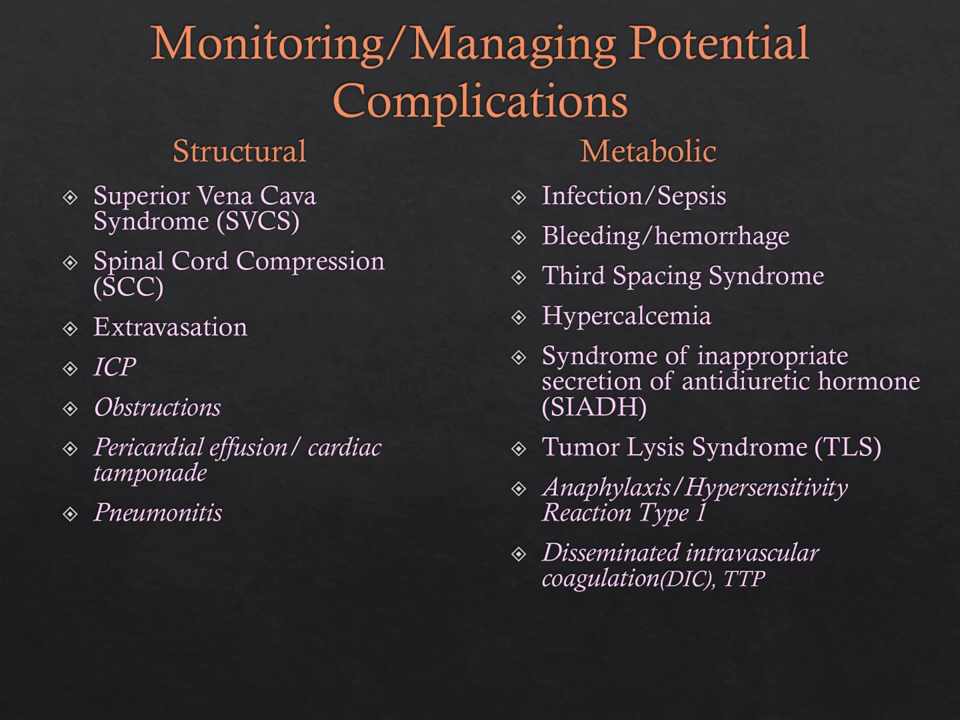 Monitoring/Managing Potential
Complications
Structural
Superior Vena Cava
Syndrome (SVCS)
Spinal Cord Compression
(SCC)
Extravasation
ICP
Obstructions
Pericardial effusion/ cardiac
tamponade
Pneumonitis
Metabolic
Infection/Sepsis
Bleeding/hemorrhage
Third Spacing Syndrome
Hypercalcemia
Syndrome of inappropriate
secretion of antidiuretic hormone
(SIADH)
Tumor Lysis Syndrome (TLS)
Anaphylaxis/Hypersensitivity
Reaction Type 1
Disseminated intravascular
coagulation(DIC), TTP